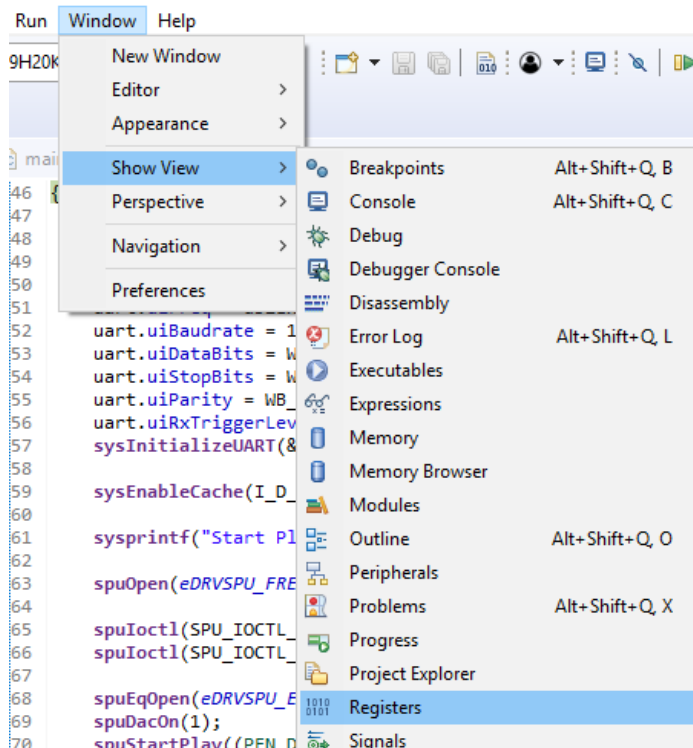 Run Window Help
9H20K
New Window
Editor
Appearance
Show View
Perspective
Navigation
Preferences
mai
Breakpoints Alt+Shift+Q, B
Console Alt+Shift+Q, C
Debug
Debugger Console
Disassembly
Error Log Alt+Shift+Q, L
Executables
Expressions
Memory
Memory Browser
Modules
Outline Alt+Shift+Q, O
Peripherals
Problems Alt+Shift+Q, X
Progress
Project Explorer
Registers
Signals
46 {
47
48
49
50
51
52 uart.uiBaudrate = 1
53 uart.uiDataBits = W
54 uart.uiStopBits = W
55 uart.uiParity = WB_
56 uart.uiRxTriggerLev
57 sysInitializeUART(&
58
59 sysEnableCache(I_D_
60
61 sysprintf("Start Pl
62
63 spuOpen(eDRVSPU_FRE
64
65 spuIoctl(SPU_IOCTL_
66 spuIoctl(SPU_IOCTL_
67
68 spuEqOpen(eDRVSPU_E
69 spuDacOn(1);
70 spuStartPlay((PFN_D